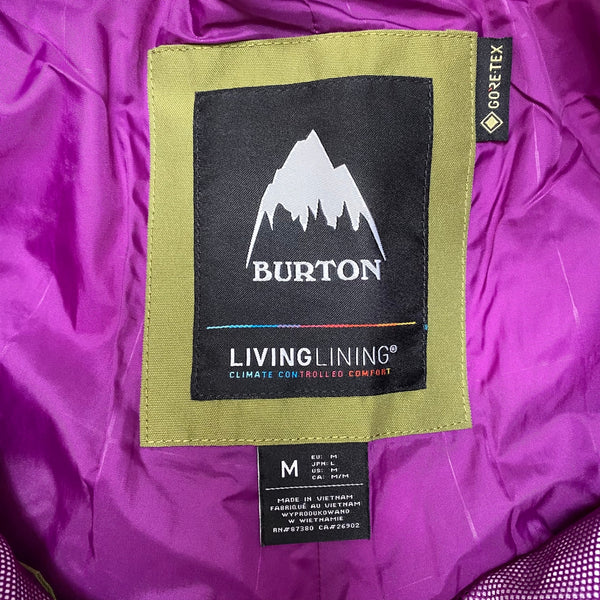 GORE-TEX
BURTON
LIVINGLINING®
CLIMATE CONTROLLED COMFORT
M
EU: M
JPN: L
US: M
CA: M/M
MADE IN VIETNAM
FABRIQUÉ AU VIETNAM
WYPRODUKOWANO
W WIETNAMIE
RN#87380 CA#26902